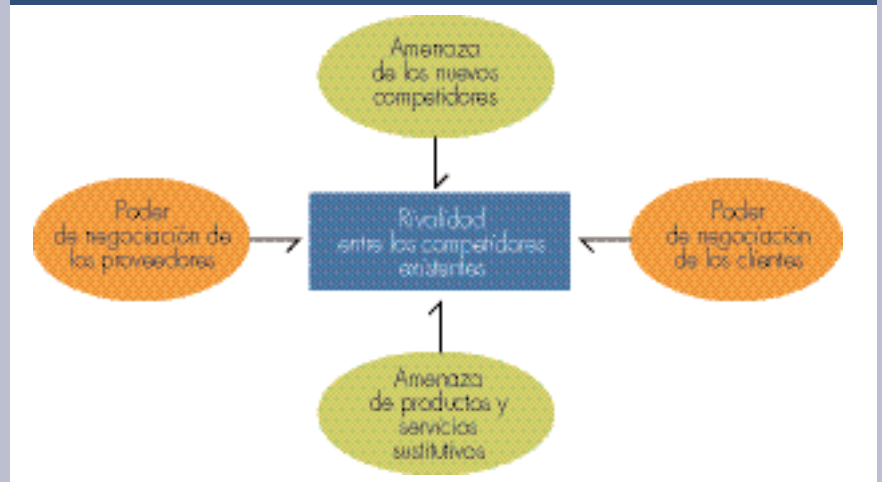 Amenaza
de los nuevos
competidores
Poder
de negociación de
los proveedores
Rivalidad
entre los competidores
existentes
Poder
de negociación
de los clientes
Amenaza
de productos y
servicios
sustitutivos